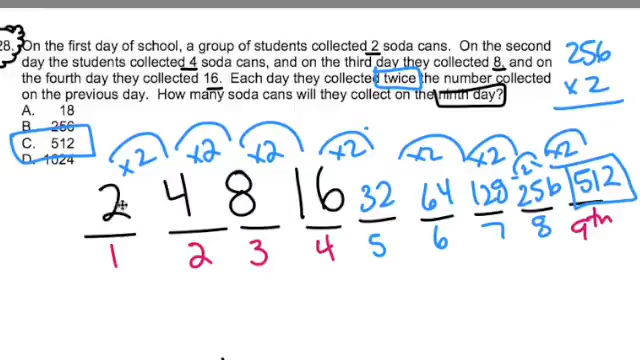 28. On the first day of school, a group of students collected 2 soda cans. On the second
day the students collected 4 soda cans, and on the third day they collected 8, and on
the fourth day they collected 16. Each day they collected twice the number collected
on the previous day. How many soda cans will they collect on the ninth day?
A. 18
B. 256
C. 512
D. 1024
256
x2
x2 x2 x2 x2 x2 x2 x2 x2
2 4 8 16 32 64 128 256 512
1 2 3 4 5 6 7 8 9th